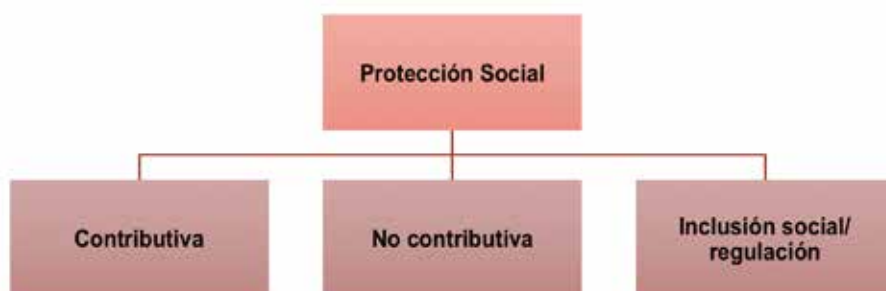 Protección Social
Contributiva
No contributiva
Inclusión social/
regulación